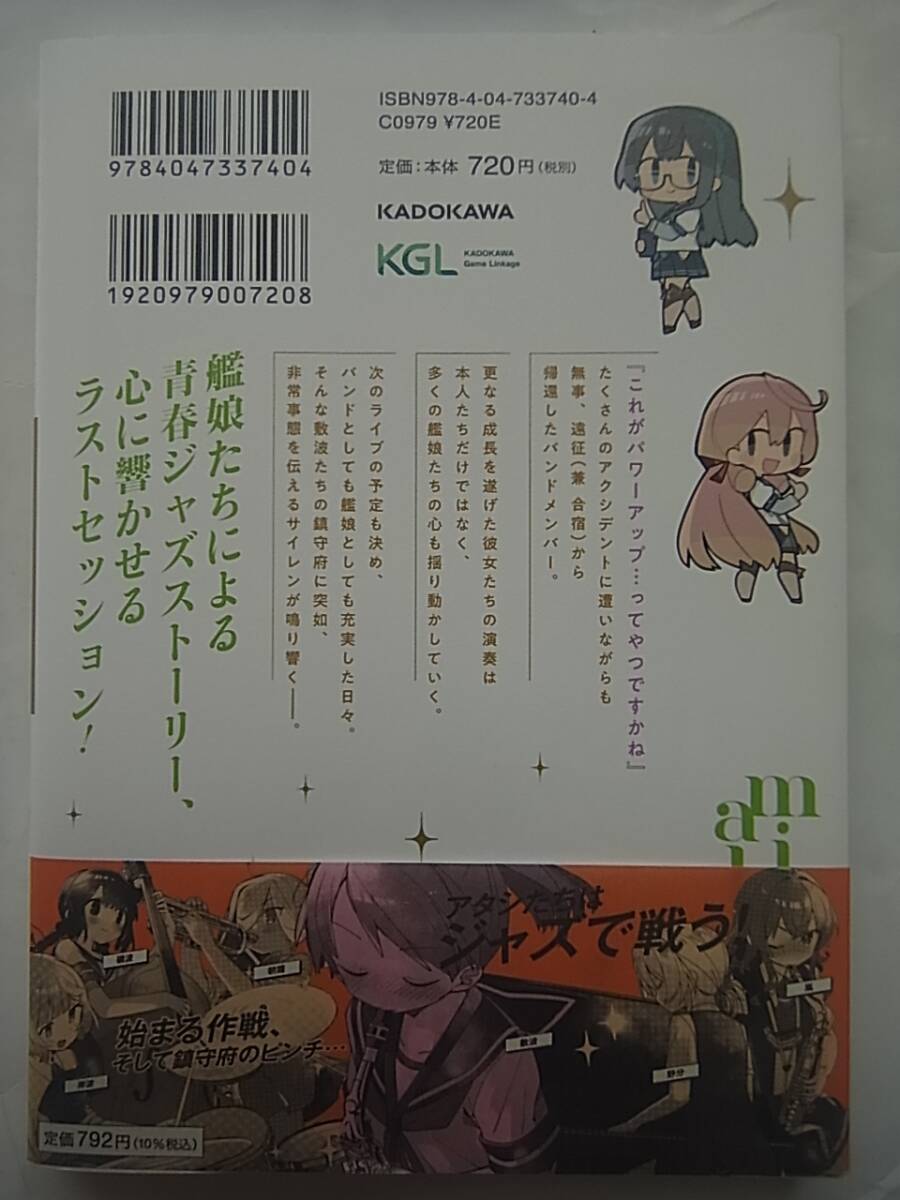 ISBN978-4-04-733740-4
C0979 ¥720E
9784047337404
定価:本体 720円(税別)
KADOKAWA
KGL
KADOKAWA
Game Linkage
1920979007208
『これがパワーアップ…ってやつですかね』
たくさんのアクシデントに遭いながらも
無事、遠征(兼 合宿)から
帰還したバンドメンバー。
更なる成長を遂げた彼女たちの演奏は
本人たちだけではなく、
多くの艦娘たちの心も揺り動かしていく。
次のライブの予定も決め、
バンドとしても艦娘としても充実した日々。
そんな敷波たちの鎮守府に突如、
非常事態を伝えるサイレンが鳴り響く――。
艦娘たちによる
青春ジャズストーリー、
心に響かせる
ラストセッション!
mi
a
アタシたちは
ジャズで戦う!
磯波
朝霜
岸波
敷波
野分
嵐
始まる作戦、
そして鎮守府のピンチ…
定価792円(10%税込)